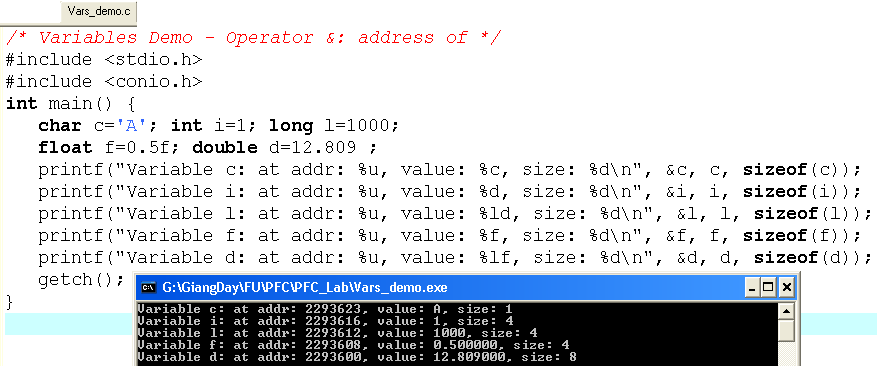 Vars_demo.c
/* Variables Demo - Operator &: address of */
#include <stdio.h>
#include <conio.h>
int main() {
   char c='A'; int i=1; long l=1000;
   float f=0.5f; double d=12.809 ;
   printf("Variable c: at addr: %u, value: %c, size: %d\n", &c, c, sizeof(c));
   printf("Variable i: at addr: %u, value: %d, size: %d\n", &i, i, sizeof(i));
   printf("Variable l: at addr: %u, value: %ld, size: %d\n", &l, l, sizeof(l));
   printf("Variable f: at addr: %u, value: %f, size: %d\n", &f, f, sizeof(f));
   printf("Variable d: at addr: %u, value: %lf, size: %d\n", &d, d, sizeof(d));
   getch();
}
C:\ G:\GiangDay\FU\PFC\PFC_Lab\Vars_demo.exe
Variable c: at addr: 2293623, value: A, size: 1
Variable i: at addr: 2293616, value: 1, size: 4
Variable l: at addr: 2293612, value: 1000, size: 4
Variable f: at addr: 2293608, value: 0.500000, size: 4
Variable d: at addr: 2293600, value: 12.809000, size: 8